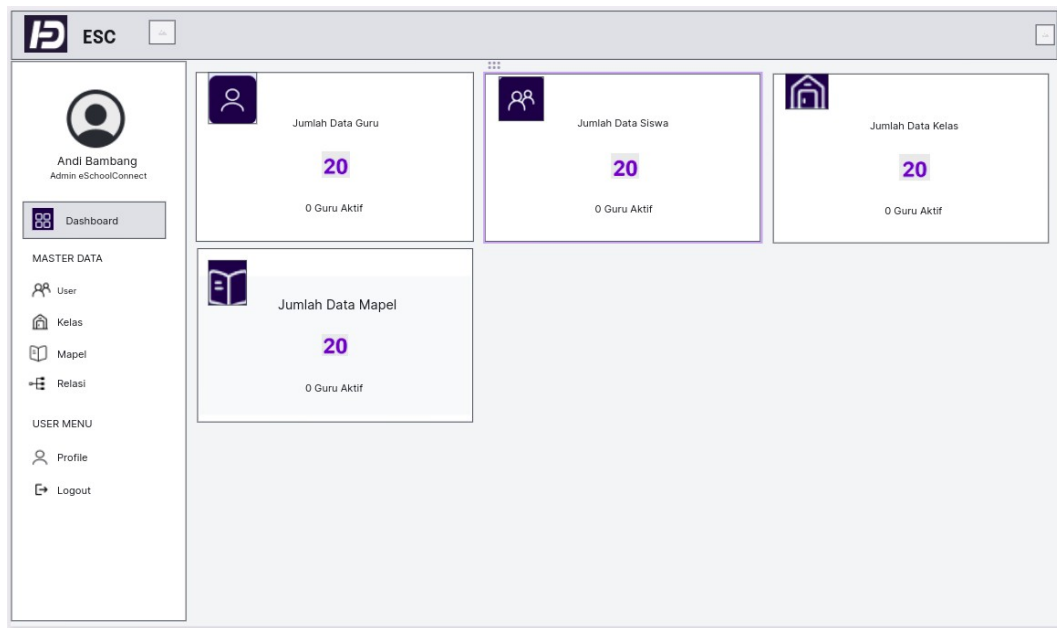 ESC
Andi Bambang
Admin eSchoolConnect
Dashboard
MASTER DATA
User
Kelas
Mapel
Relasi
USER MENU
Profile
Logout
Jumlah Data Guru
20
0 Guru Aktif
Jumlah Data Siswa
20
0 Guru Aktif
Jumlah Data Kelas
20
0 Guru Aktif
Jumlah Data Mapel
20
0 Guru Aktif